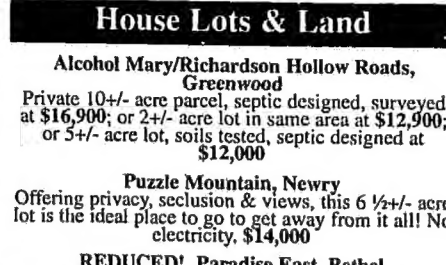 House Lots & Land
Alcohol Mary/Richardson Hollow Roads,
Greenwood
Private 10+/- acre parcel, septic designed, surveyed
at $16,900; or 2+/- acre lot in same area at $12,900;
or 5+/- acre lot, soils tested, septic designed at
$12,000
Puzzle Mountain, Newry
Offering privacy, seclusion & views, this 6 ½+/- acre
lot is the ideal place to go to get away from it all! No
electricity, $14,000
REDUCED! Paradise East, Bethel